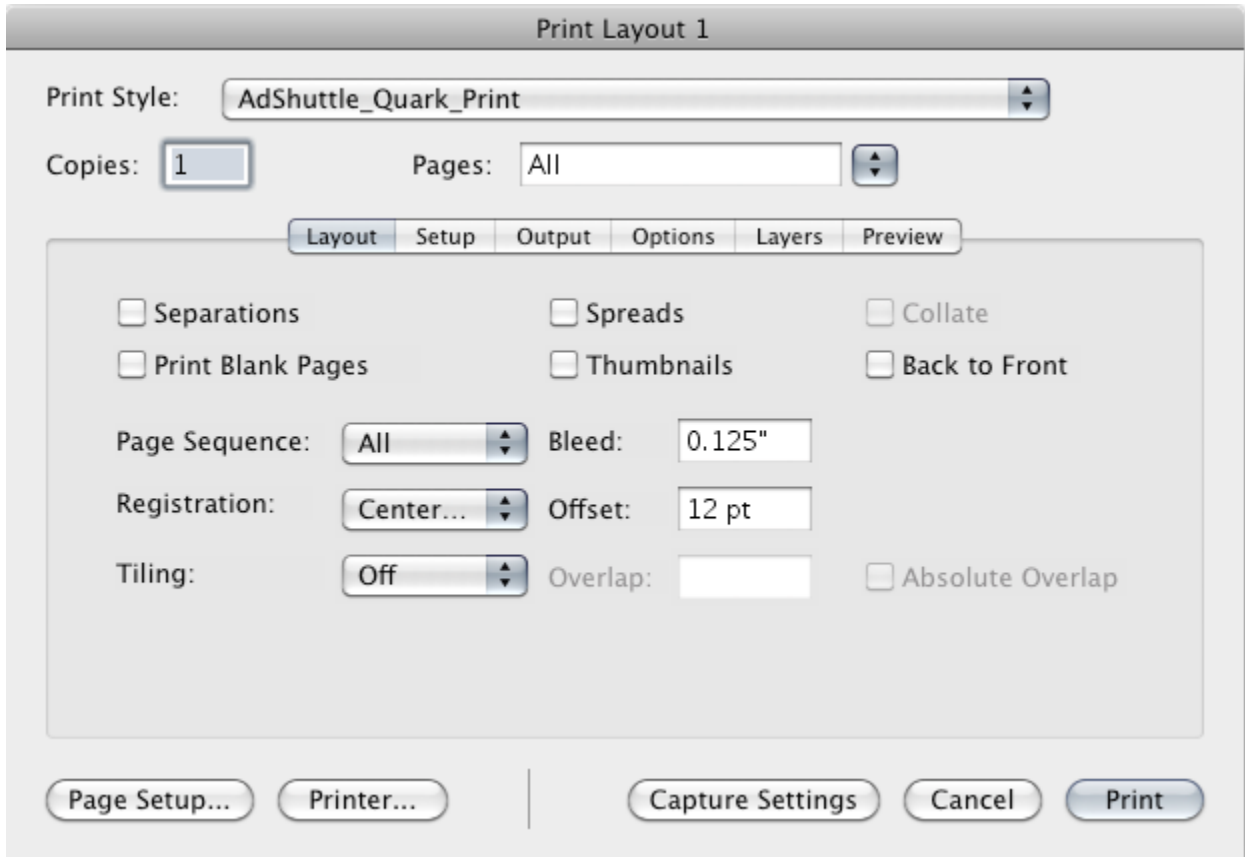 Print Layout 1
Print Style: AdShuttle_Quark_Print
Copies: 1 Pages: All
Layout Setup Output Options Layers Preview
Separations Spreads Collate
Print Blank Pages Thumbnails Back to Front
Page Sequence: All Bleed: 0.125"
Registration: Center... Offset: 12 pt
Tiling: Off Overlap: Absolute Overlap
Page Setup... Printer... Capture Settings Cancel Print